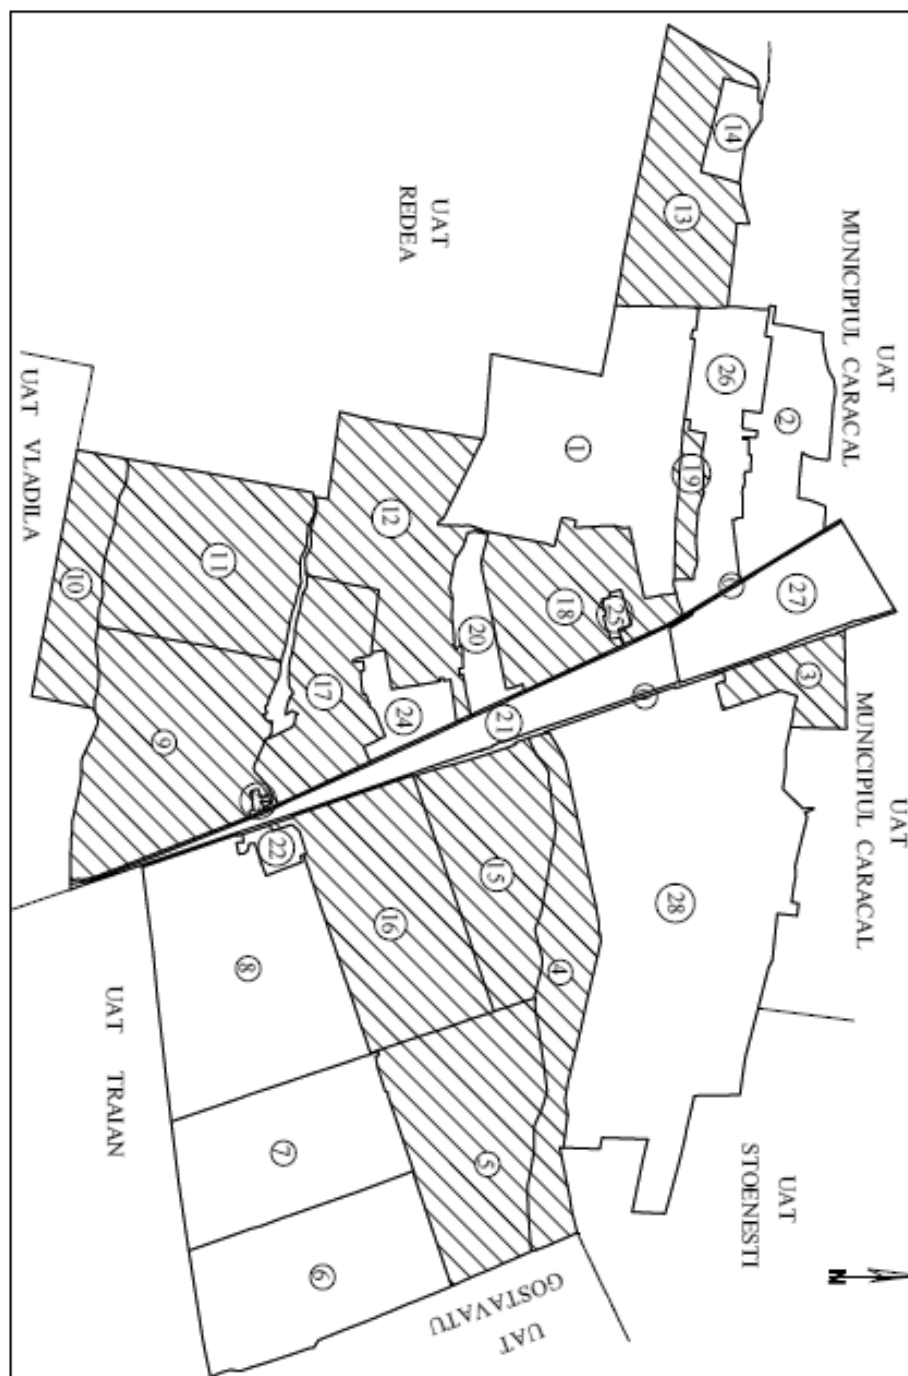 UAT
MUNICIPIUL CARACAL
UAT
REDEA
UAT VLADILA
UAT
MUNICIPIUL CARACAL
UAT
STOENESTI
UAT TRAIAN
UAT
GOSTAVATU
N
14
13
26
2
1
19
27
3
12
11
10
18
25
20
17
24
21
9
22
15
16
28
4
8
7
5
6